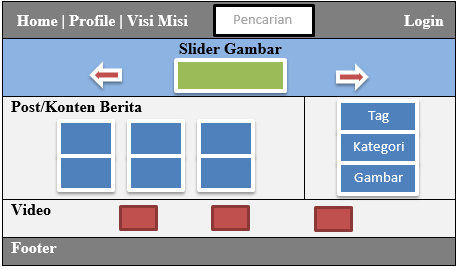 Home | Profile | Visi Misi Pencarian Login
Slider Gambar
Post/Konten Berita
Tag
Kategori
Gambar
Video
Footer